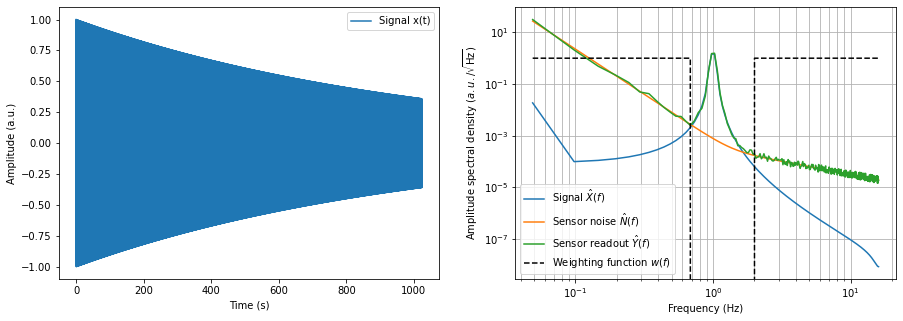 Signal x(t)
1.00
0.75
0.50
0.25
0.00
−0.25
−0.50
−0.75
−1.00
Amplitude (a.u.)
0 200 400 600 800 1000
Time (s)
10¹
10⁻¹
10⁻³
10⁻⁵
10⁻⁷
Amplitude spectral density (a.u./√Hz)
Signal X̂(f)
Sensor noise N̂(f)
Sensor readout Ŷ(f)
Weighting function w(f)
10⁻¹ 10⁰ 10¹
Frequency (Hz)